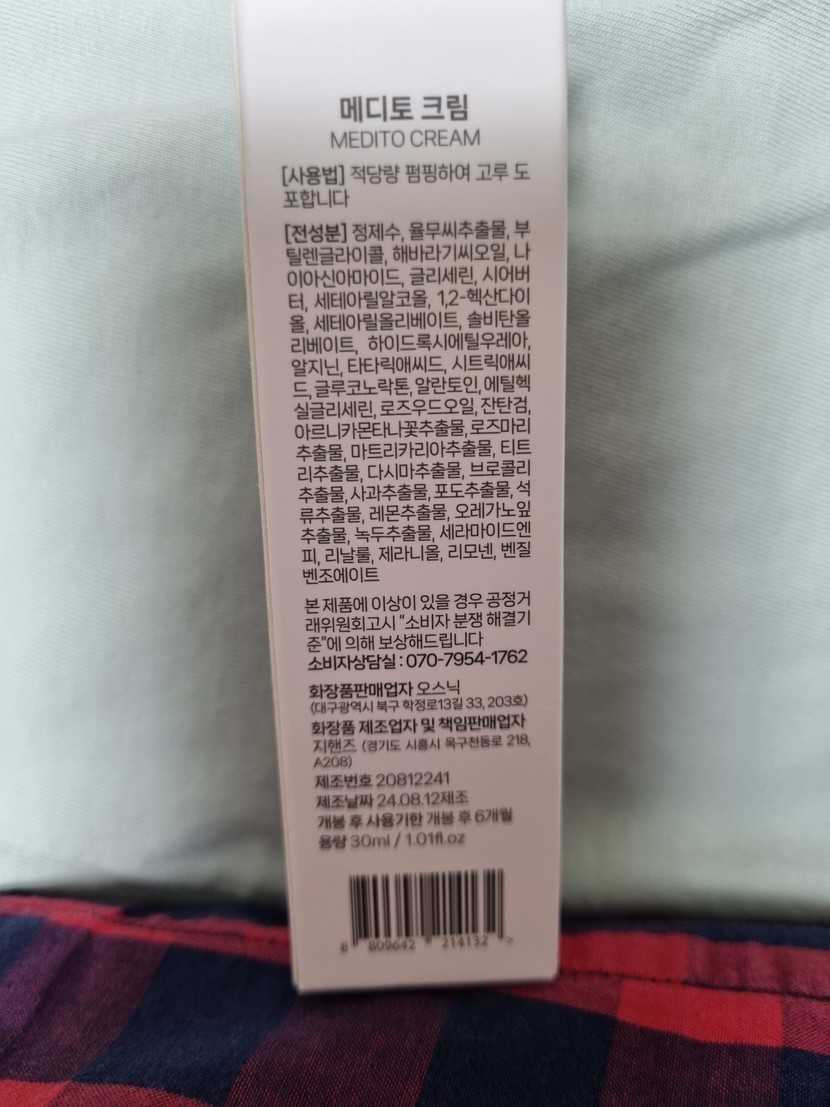 메디토 크림
MEDITO CREAM
[사용법] 적당량 펌핑하여 고루 도
포합니다
[전성분] 정제수, 율무씨추출물, 부
틸렌글라이콜, 해바라기씨오일, 나
이아신아마이드, 글리세린, 시어버
터, 세테아릴알코올, 1,2-헥산다이
올, 세테아릴올리베이트, 솔비탄올
리베이트, 하이드록시에틸우레아,
알지닌, 타타릭애씨드, 시트릭애씨
드, 글루코노락톤, 알란토인, 에틸헥
실글리세린, 로즈우드오일, 잔탄검,
아르니카몬타나꽃추출물, 로즈마리
추출물, 마트리카리아추출물, 티트
리추출물, 다시마추출물, 브로콜리
추출물, 사과추출물, 포도추출물, 석
류추출물, 레몬추출물, 오레가노잎
추출물, 녹두추출물, 세라마이드엔
피, 리날룰, 제라니올, 리모넨, 벤질
벤조에이트
본 제품에 이상이 있을 경우 공정거
래위원회고시 "소비자 분쟁 해결기
준"에 의해 보상해드립니다
소비자상담실 : 070-7954-1762
화장품판매업자 오스닉
(대구광역시 북구 학정로13길 33, 203호)
화장품 제조업자 및 책임판매업자
지핸즈 (경기도 시흥시 옥구천동로 218,
A208)
제조번호 20812241
제조날짜 24.08.12제조
개봉 후 사용기한 개봉 후 6개월
용량 30ml / 1.01fl.oz
8 809642 214132 >